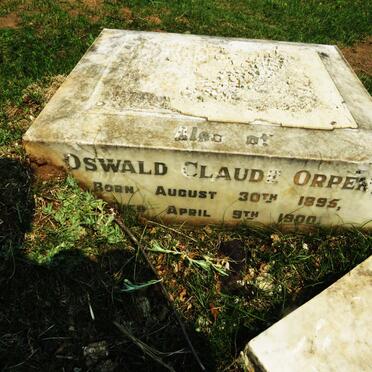 Also of
OSWALD CLAUDE ORPEN
BORN AUGUST 30TH 1895,
APRIL 9TH 1900.